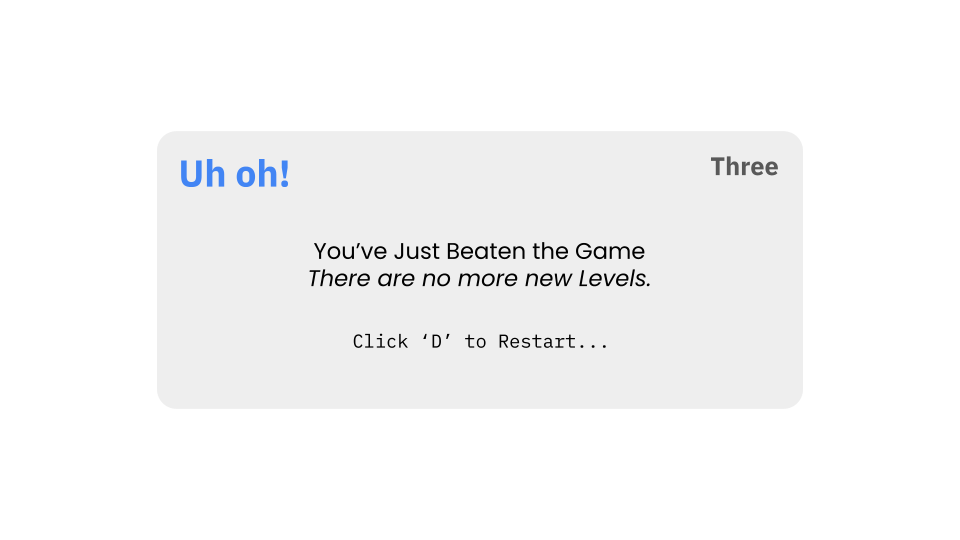 Uh oh!
Three
You’ve Just Beaten the Game
There are no more new Levels.
Click ‘D’ to Restart...